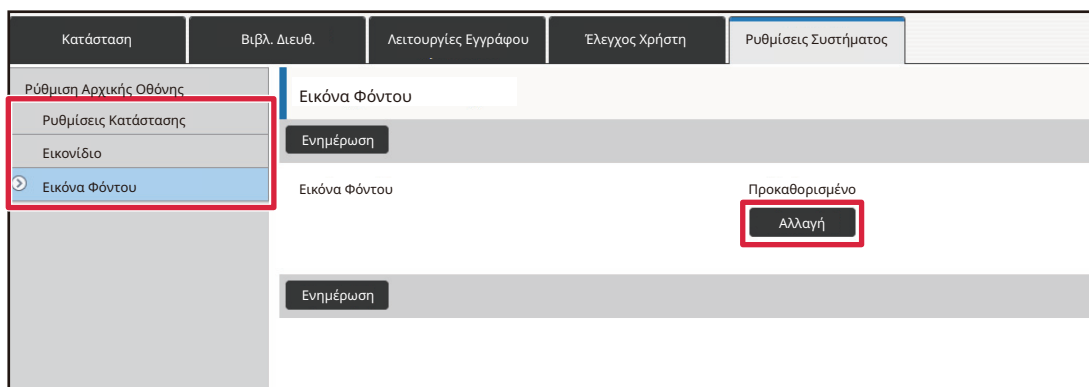 Κατάσταση
Βιβλ. Διευθ.
Λειτουργίες Εγγράφου
Έλεγχος Χρήστη
Ρυθμίσεις Συστήματος
Ρύθμιση Αρχικής Οθόνης
Ρυθμίσεις Κατάστασης
Εικονίδιο
Εικόνα Φόντου
Εικόνα Φόντου
Ενημέρωση
Εικόνα Φόντου
Προκαθορισμένο
Αλλαγή
Ενημέρωση